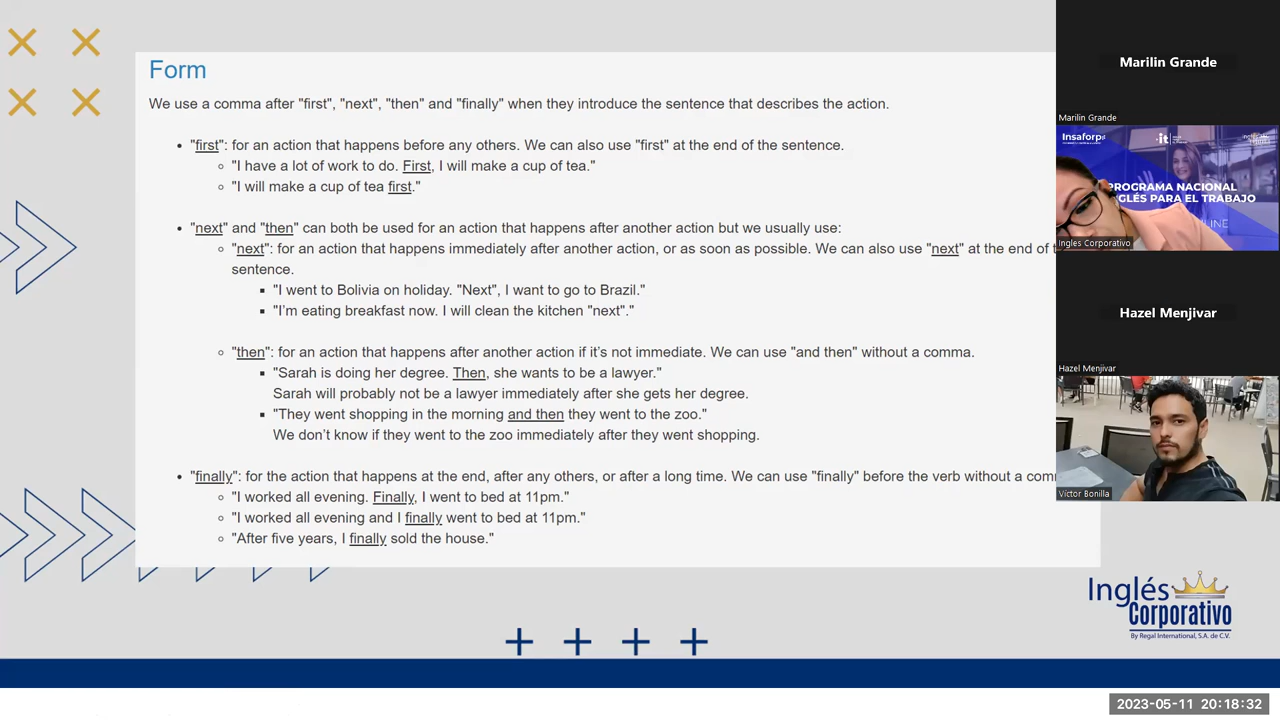 Form
We use a comma after "first", "next", "then" and "finally" when they introduce the sentence that describes the action.
• "first": for an action that happens before any others. We can also use "first" at the end of the sentence.
○ "I have a lot of work to do. First, I will make a cup of tea."
○ "I will make a cup of tea first."
• "next" and "then" can both be used for an action that happens after another action but we usually use:
○ "next": for an action that happens immediately after another action, or as soon as possible. We can also use "next" at the end of
sentence.
▪ "I went to Bolivia on holiday. "Next", I want to go to Brazil."
▪ "I'm eating breakfast now. I will clean the kitchen "next"."
○ "then": for an action that happens after another action if it's not immediate. We can use "and then" without a comma.
▪ "Sarah is doing her degree. Then, she wants to be a lawyer."
Sarah will probably not be a lawyer immediately after she gets her degree.
▪ "They went shopping in the morning and then they went to the zoo."
We don't know if they went to the zoo immediately after they went shopping.
• "finally": for the action that happens at the end, after any others, or after a long time. We can use "finally" before the verb without a
○ "I worked all evening. Finally, I went to bed at 11pm."
○ "I worked all evening and I finally went to bed at 11pm."
○ "After five years, I finally sold the house."
Marilin Grande
Marilin Grande
Insaforp
·it
PROGRAMA NACIONAL
INGLÉS PARA EL TRABAJO
Ingles Corporativo
Hazel Menjivar
Hazel Menjivar
Víctor Bonilla
Inglés
Corporativo
By Regal International, S.A. de C.V.
2023-05-11 20:18:32